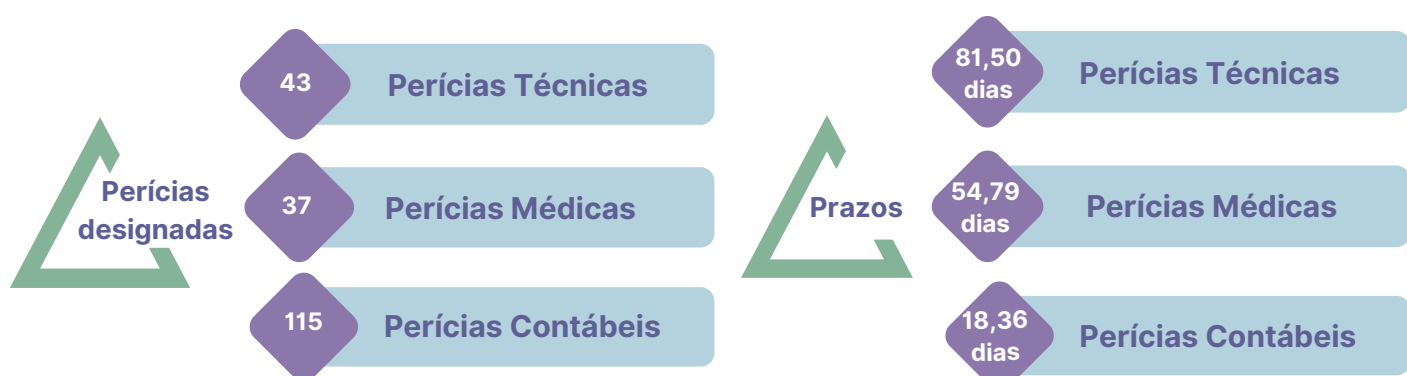 Perícias
designadas
43
Perícias Técnicas
37
Perícias Médicas
115
Perícias Contábeis
Prazos
81,50
dias
Perícias Técnicas
54,79
dias
Perícias Médicas
18,36
dias
Perícias Contábeis